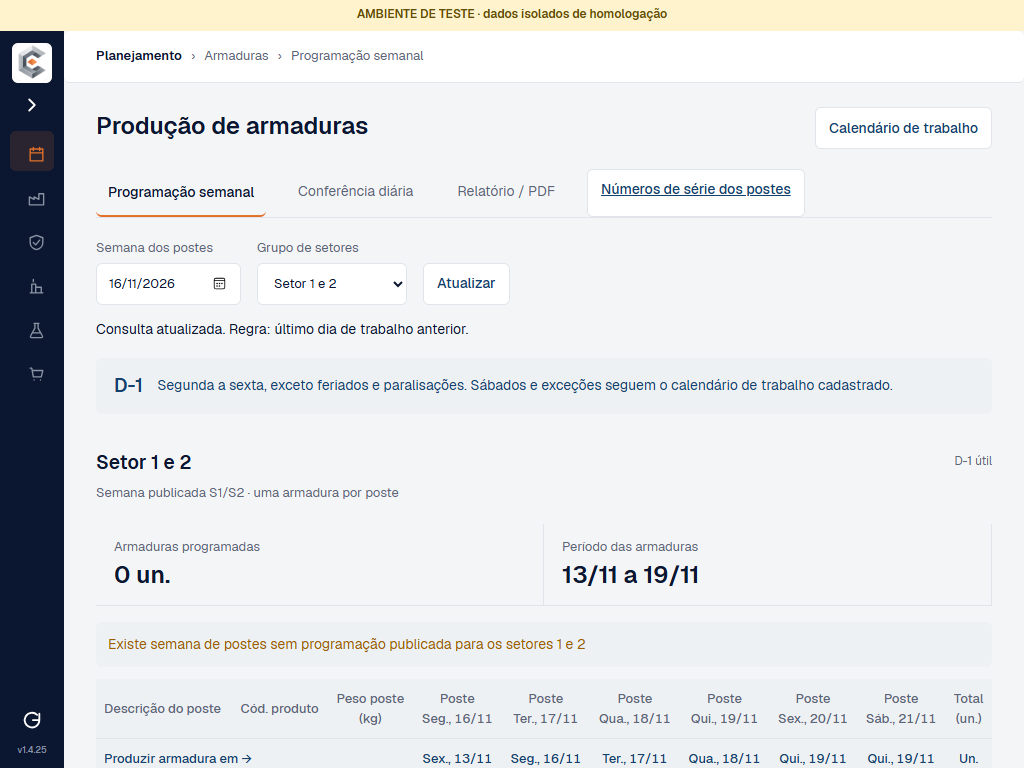 AMBIENTE DE TESTE · dados isolados de homologação
Planejamento › Armaduras › Programação semanal
Produção de armaduras
Calendário de trabalho
Programação semanal
Conferência diária
Relatório / PDF
Números de série dos postes
Semana dos postes
Grupo de setores
16/11/2026
Setor 1 e 2
Atualizar
Consulta atualizada. Regra: último dia de trabalho anterior.
D-1 Segunda a sexta, exceto feriados e paralisações. Sábados e exceções seguem o calendário de trabalho cadastrado.
Setor 1 e 2
D-1 útil
Semana publicada S1/S2 · uma armadura por poste
Armaduras programadas
0 un.
Período das armaduras
13/11 a 19/11
Existe semana de postes sem programação publicada para os setores 1 e 2
Descrição do poste
Cód. produto
Peso poste
(kg)
Poste
Seg., 16/11
Poste
Ter., 17/11
Poste
Qua., 18/11
Poste
Qui., 19/11
Poste
Sex., 20/11
Poste
Sáb., 21/11
Total
(un.)
Produzir armadura em → Sex., 13/11 Seg., 16/11 Ter., 17/11 Qua., 18/11 Qui., 19/11 Qui., 19/11 Un.
v1.4.25